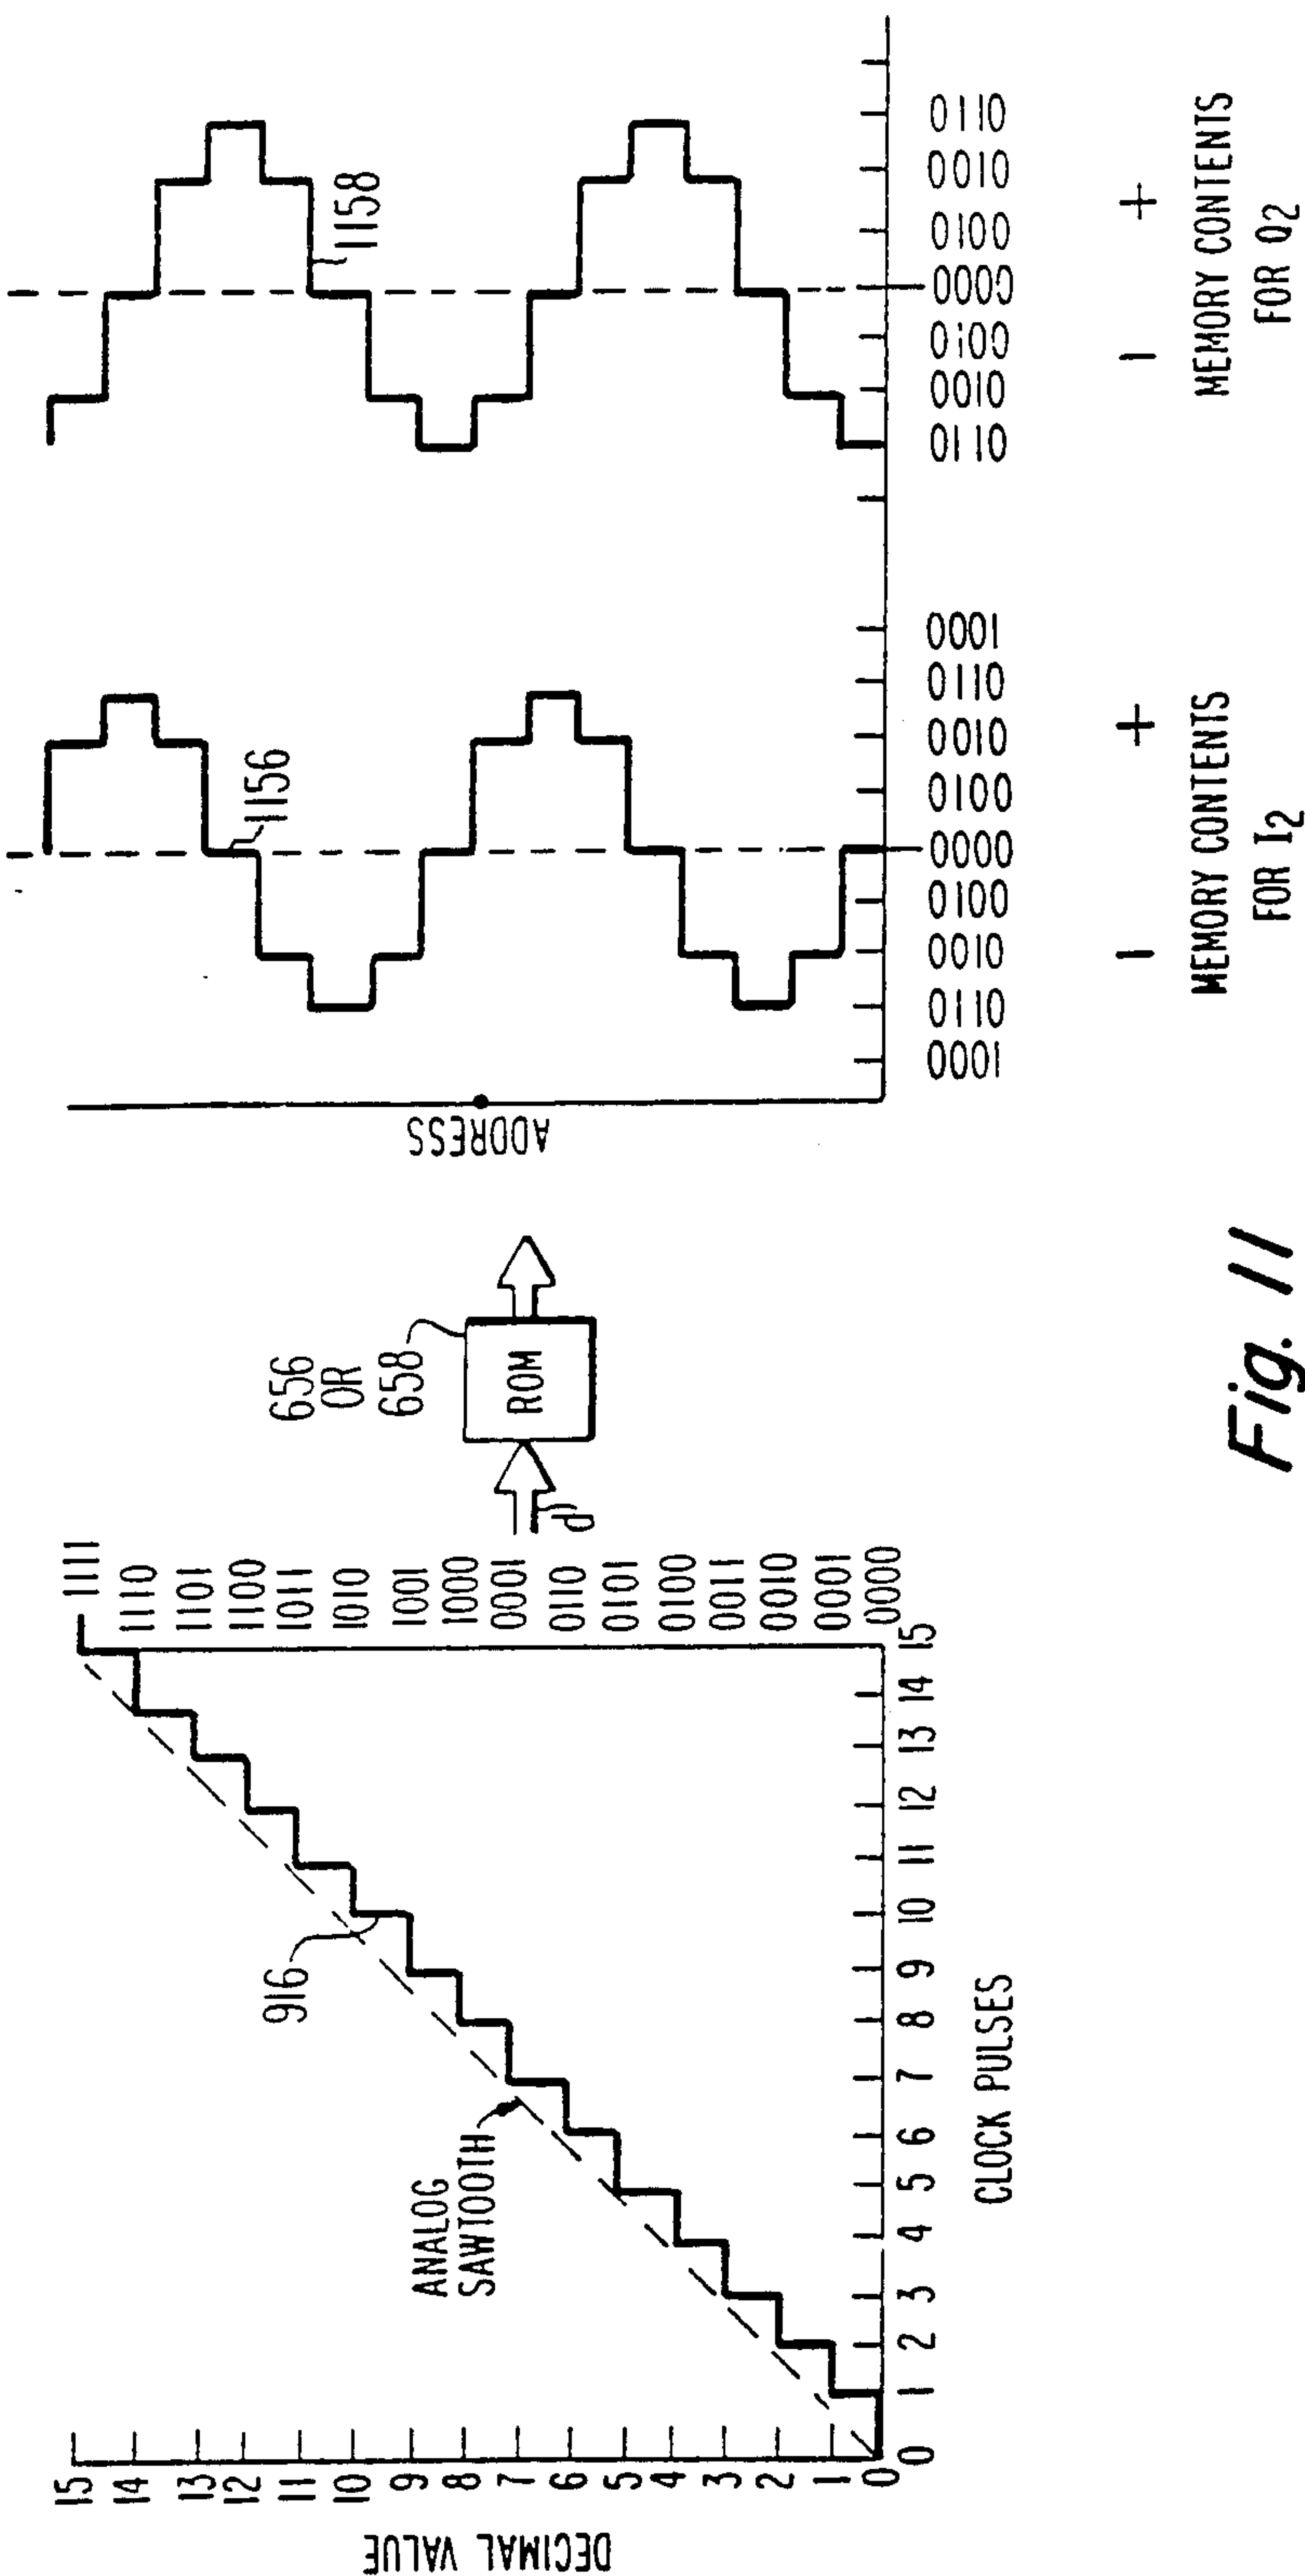 DECIMAL VALUE
15
14
13
12
11
10
9
8
7
6
5
4
3
2
1
0
ANALOG
SAWTOOTH
916
0 1 2 3 4 5 6 7 8 9 10 11 12 13 14 15
CLOCK PULSES
1111
1110
1101
1100
1011
1010
1001
1000
0001
0110
0101
0100
0011
0010
0001
0000
656
OR
658
ROM
d'
ADDRESS
1156
1000 0110 0100 0010 0000 0010 0100 0110 1000
− +
MEMORY CONTENTS
FOR I2
1158
0110 0100 0010 0000 0010 0100 0110
− +
MEMORY CONTENTS
FOR Q2
Fig. 11